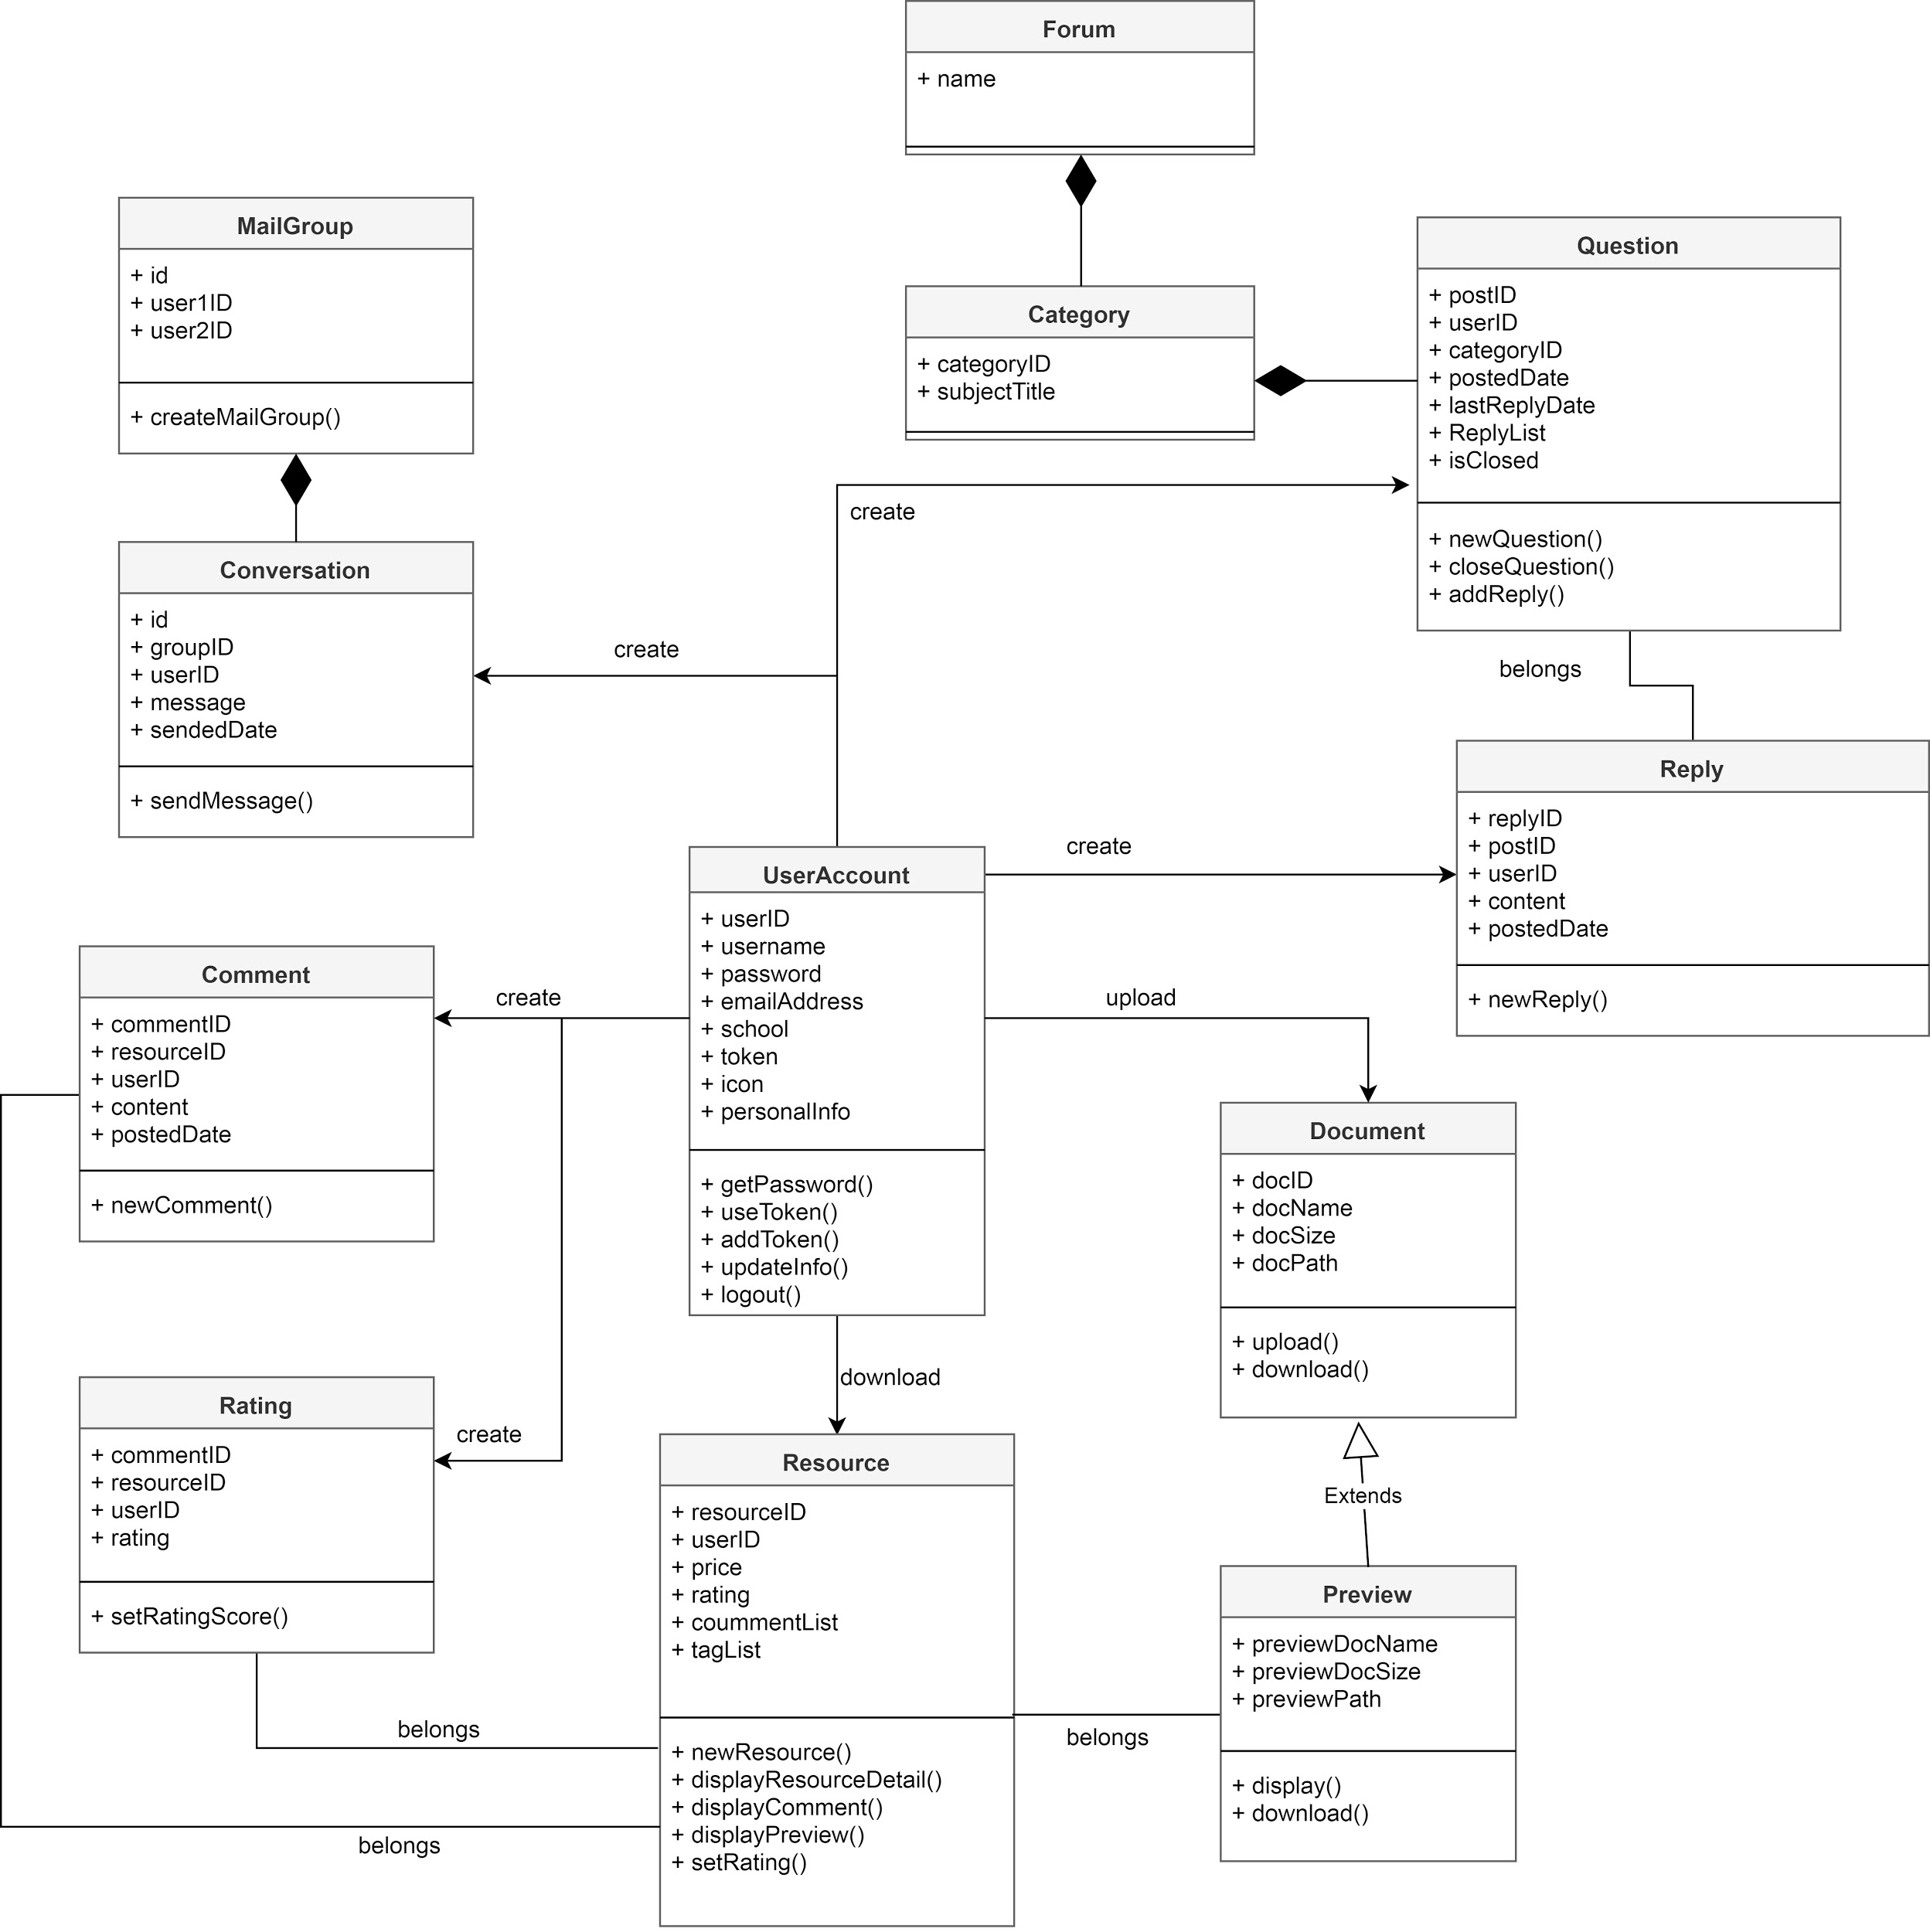 Forum
+ name
MailGroup
+ id
+ user1ID
+ user2ID
+ createMailGroup()
Question
+ postID
+ userID
+ categoryID
+ postedDate
+ lastReplyDate
+ ReplyList
+ isClosed
+ newQuestion()
+ closeQuestion()
+ addReply()
Category
+ categoryID
+ subjectTitle
create
Conversation
+ id
+ groupID
+ userID
+ message
+ sendedDate
+ sendMessage()
create
belongs
Reply
+ replyID
+ postID
+ userID
+ content
+ postedDate
+ newReply()
create
UserAccount
+ userID
+ username
+ password
+ emailAddress
+ school
+ token
+ icon
+ personalInfo
+ getPassword()
+ useToken()
+ addToken()
+ updateInfo()
+ logout()
Comment
+ commentID
+ resourceID
+ userID
+ content
+ postedDate
+ newComment()
create
upload
Document
+ docID
+ docName
+ docSize
+ docPath
+ upload()
+ download()
download
Rating
+ commentID
+ resourceID
+ userID
+ rating
+ setRatingScore()
create
Resource
+ resourceID
+ userID
+ price
+ rating
+ coummentList
+ tagList
+ newResource()
+ displayResourceDetail()
+ displayComment()
+ displayPreview()
+ setRating()
Extends
Preview
+ previewDocName
+ previewDocSize
+ previewPath
+ display()
+ download()
belongs
belongs
belongs